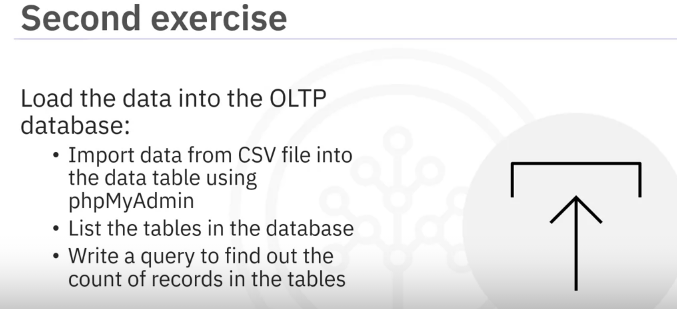 Second exercise
Load the data into the OLTP
database:
• Import data from CSV file into
the data table using
phpMyAdmin
• List the tables in the database
• Write a query to find out the
count of records in the tables